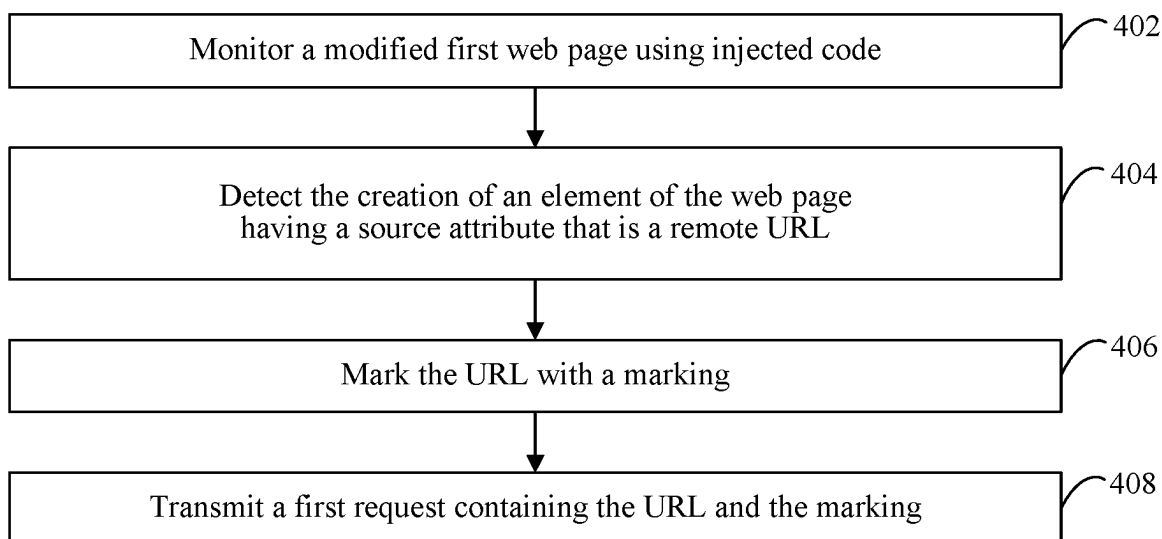 Monitor a modified first web page using injected code
402
Detect the creation of an element of the web page
having a source attribute that is a remote URL
404
Mark the URL with a marking
406
Transmit a first request containing the URL and the marking
408